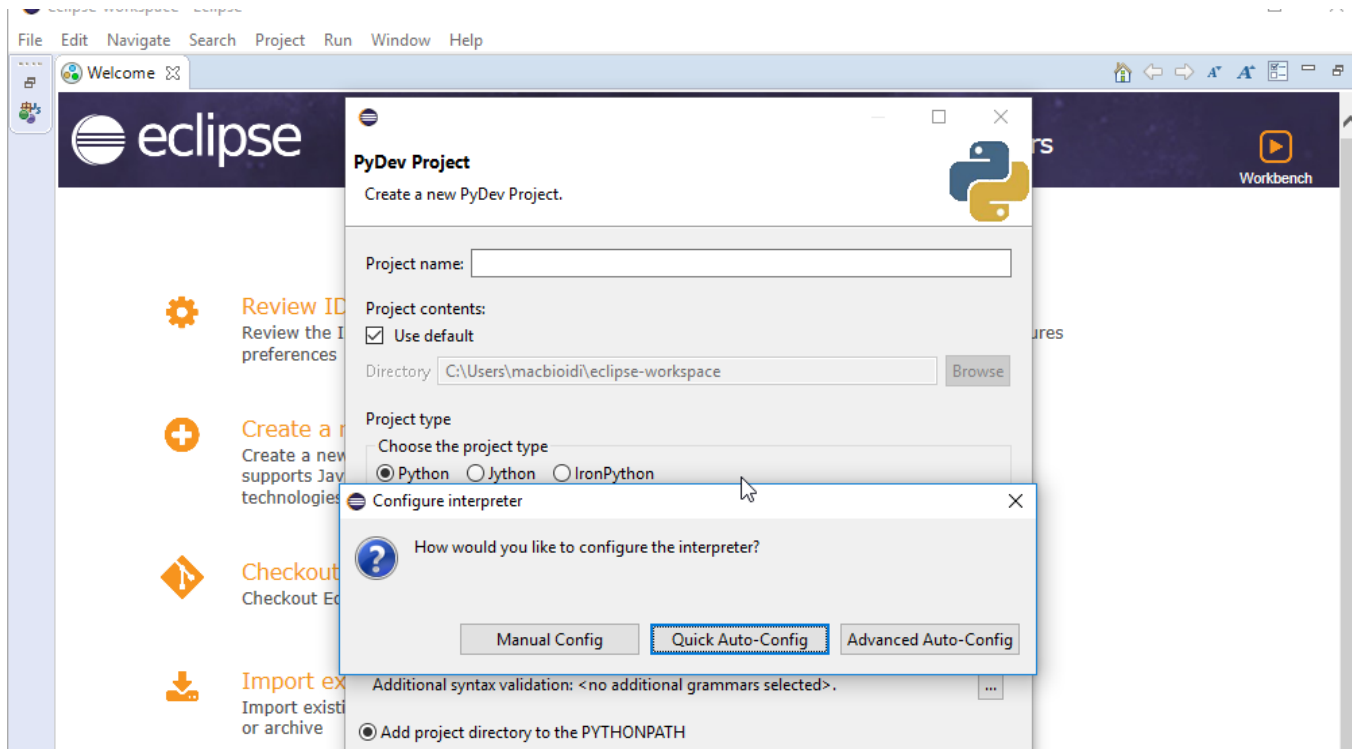 File Edit Navigate Search Project Run Window Help
Welcome
eclipse
rs
Workbench
PyDev Project
Create a new PyDev Project.
Project name:
Review ID
Review the I
ures
preferences
Project contents:
Use default
Directory C:\Users\macbioidi\eclipse-workspace Browse
Project type
Choose the project type
Python Jython IronPython
Create a n
Create a new
supports Jav
technologies
Configure interpreter
How would you like to configure the interpreter?
Manual Config Quick Auto-Config Advanced Auto-Config
Checkout
Checkout Ec
Additional syntax validation: <no additional grammars selected>.
...
Add project directory to the PYTHONPATH
Import ex
Import existi
or archive